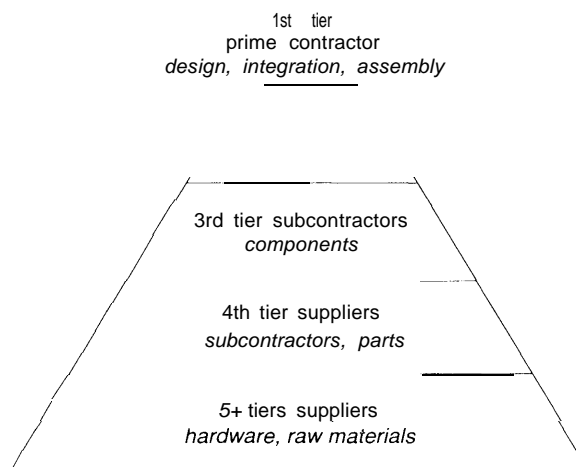 1st tier
prime contractor
design, integration, assembly
3rd tier subcontractors
components
4th tier suppliers
subcontractors, parts
5+ tiers suppliers
hardware, raw materials